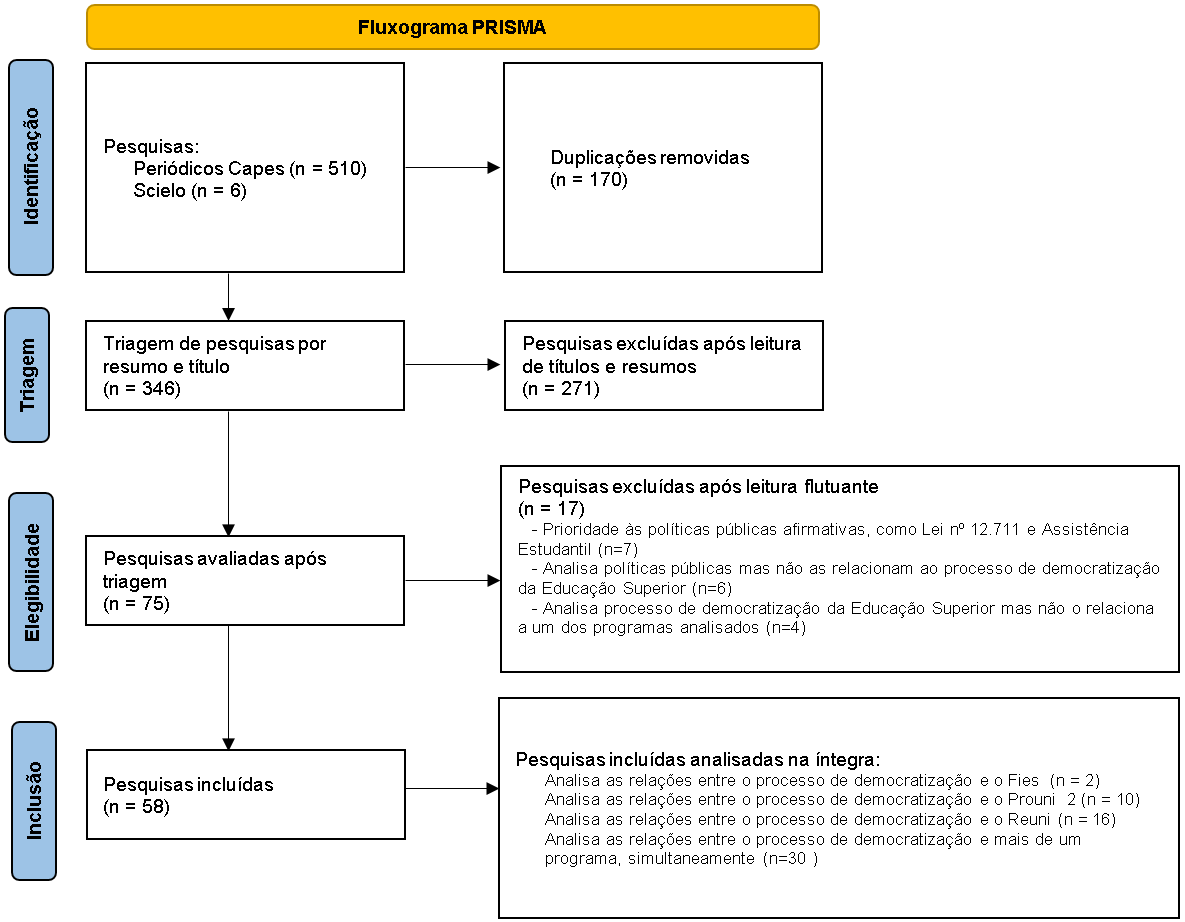 Fluxograma PRISMA
Identificação
Pesquisas:
Periódicos Capes (n = 510)
Scielo (n = 6)
Duplicações removidas
(n = 170)
Triagem
Triagem de pesquisas por
resumo e título
(n = 346)
Pesquisas excluídas após leitura
de títulos e resumos
(n = 271)
Elegibilidade
Pesquisas avaliadas após
triagem
(n = 75)
Pesquisas excluídas após leitura flutuante
(n = 17)
- Prioridade às políticas públicas afirmativas, como Lei nº 12.711 e Assistência
Estudantil (n=7)
- Analisa políticas públicas mas não as relacionam ao processo de democratização
da Educação Superior (n=6)
- Analisa processo de democratização da Educação Superior mas não o relaciona
a um dos programas analisados (n=4)
Inclusão
Pesquisas incluídas
(n = 58)
Pesquisas incluídas analisadas na íntegra:
Analisa as relações entre o processo de democratização e o Fies (n = 2)
Analisa as relações entre o processo de democratização e o Prouni 2 (n = 10)
Analisa as relações entre o processo de democratização e o Reuni (n = 16)
Analisa as relações entre o processo de democratização e mais de um
programa, simultaneamente (n=30 )